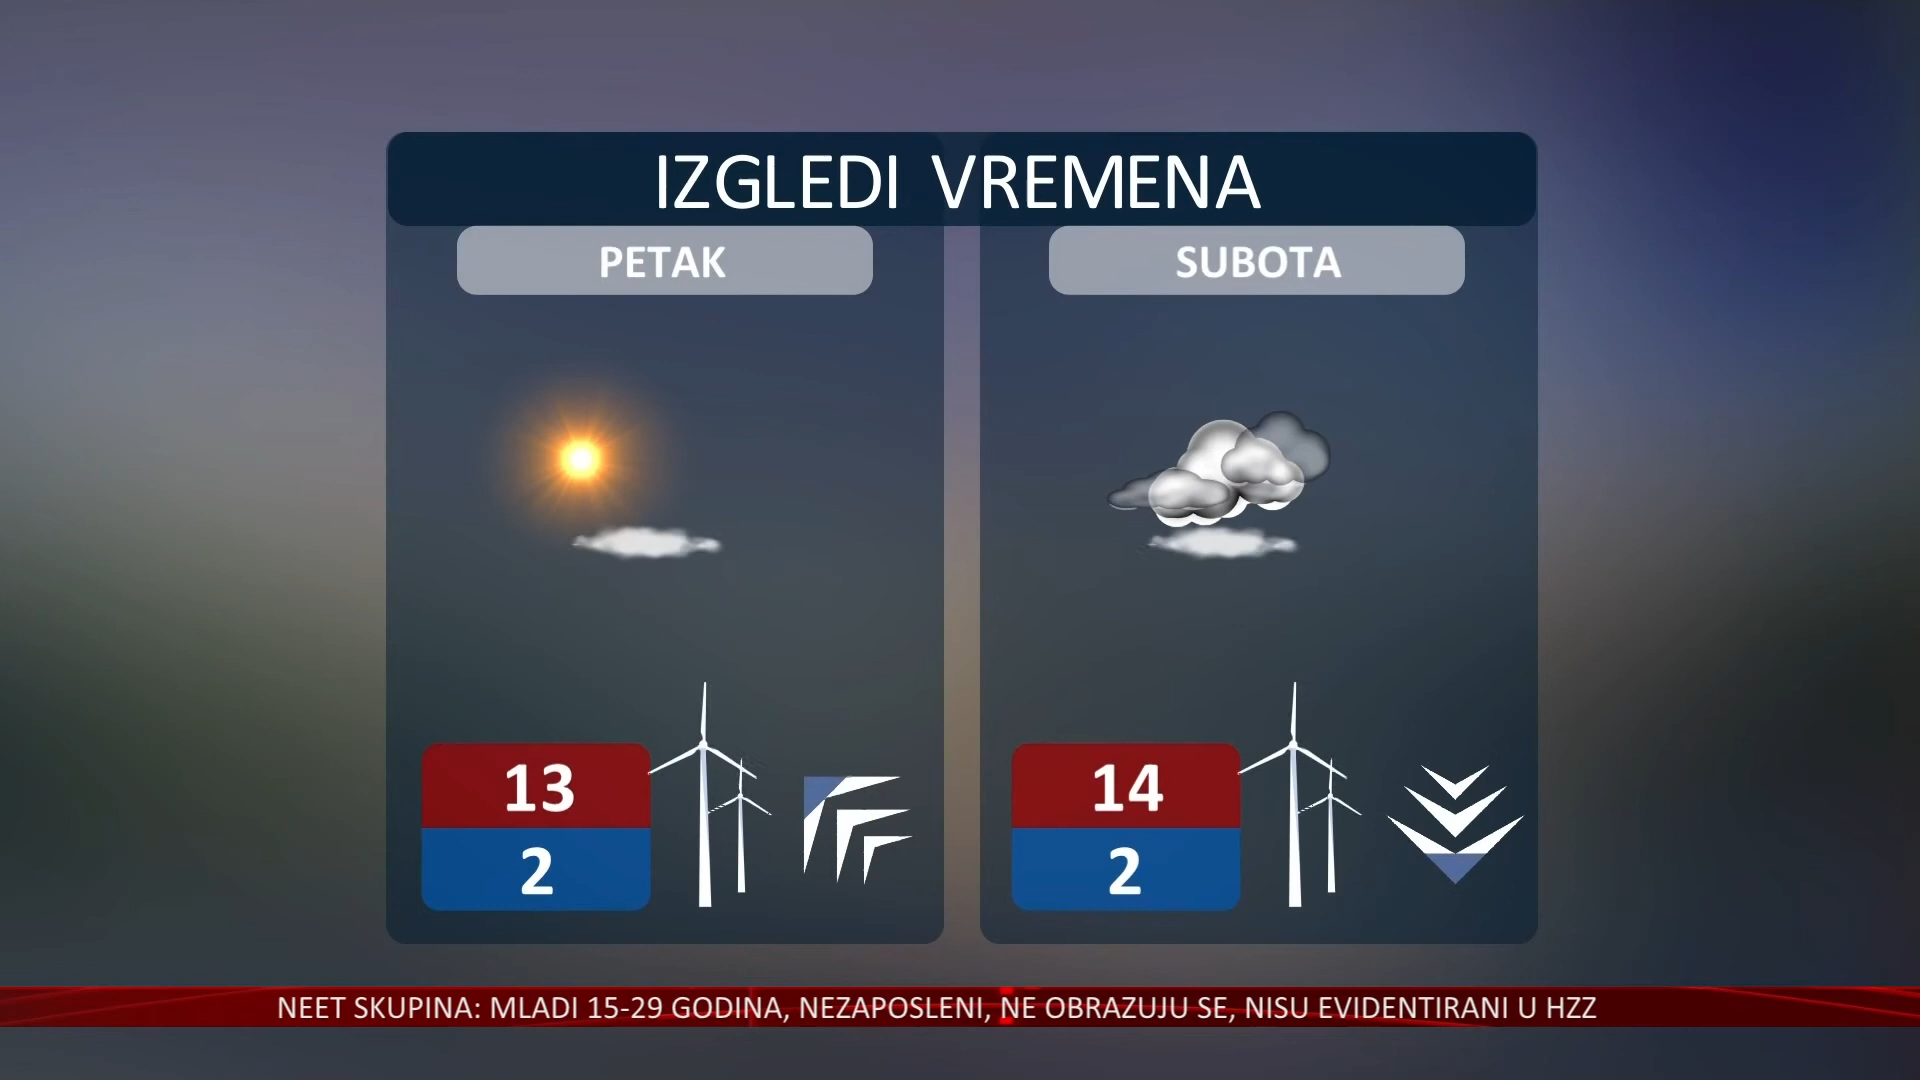 IZGLEDI VREMENA
PETAK
SUBOTA
13
2
14
2
NEET SKUPINA: MLADI 15-29 GODINA, NEZAPOSLENI, NE OBRAZUJU SE, NISU EVIDENTIRANI U HZZ